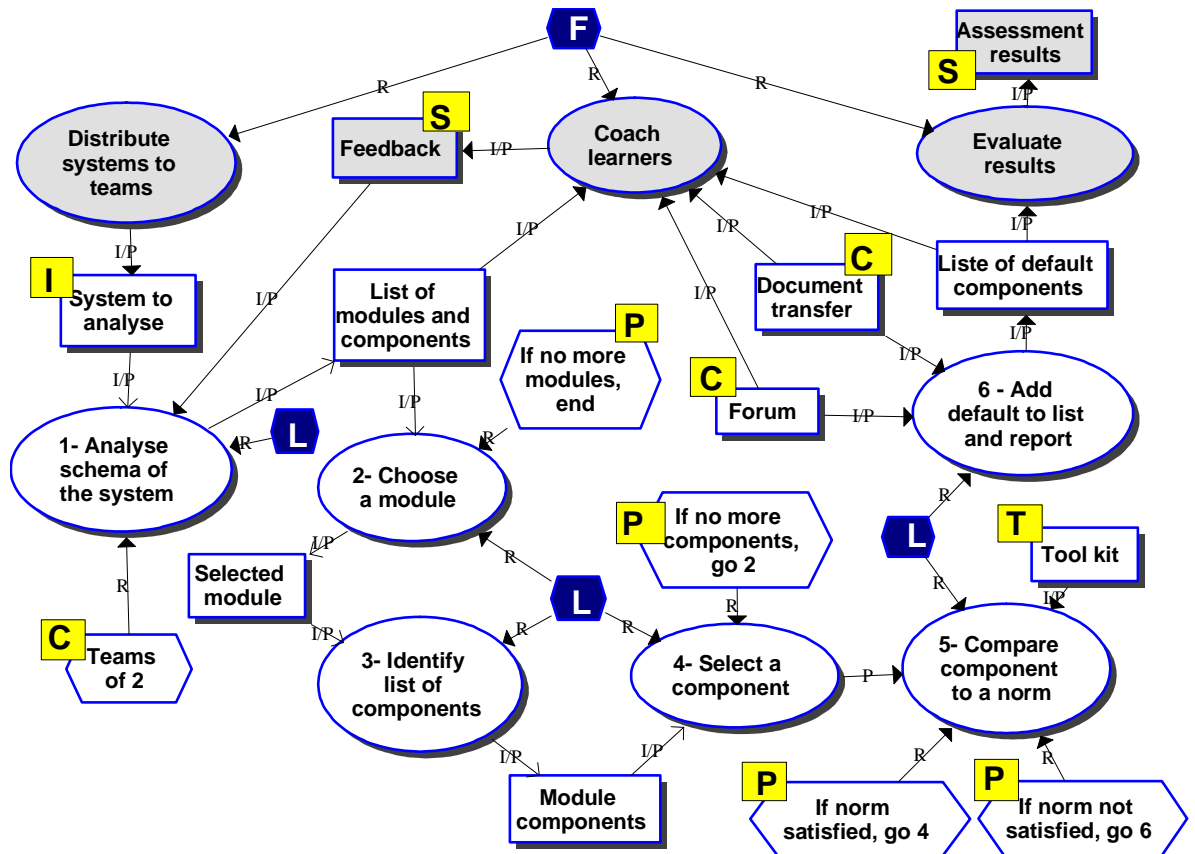 F
R
R
R
Assessment
results
S
I/P
Distribute
systems to
teams
S
Feedback
I/P
Coach
learners
Evaluate
results
I/P
I/P
I/P
I/P
I/P
I
System to
analyse
List of
modules and
components
I/P
I/P
C
Document
transfer
Liste of default
components
I/P
I/P
I/P
I/P
I/P
P
If no more
modules,
end
C
Forum
I/P
6 - Add
default to list
and report
1- Analyse
schema of
the system
R
L
R
2- Choose
a module
P
If no more
components,
go 2
R
L
T
Tool kit
I/P
Selected
module
R
L
R
I/P
R
C
Teams
of 2
I/P
R
R
R
3- Identify
list of
components
4- Select a
component
P
5- Compare
component
to a norm
I/P
I/P
R
R
Module
components
P
If norm
satisfied, go 4
P
If norm not
satisfied, go 6